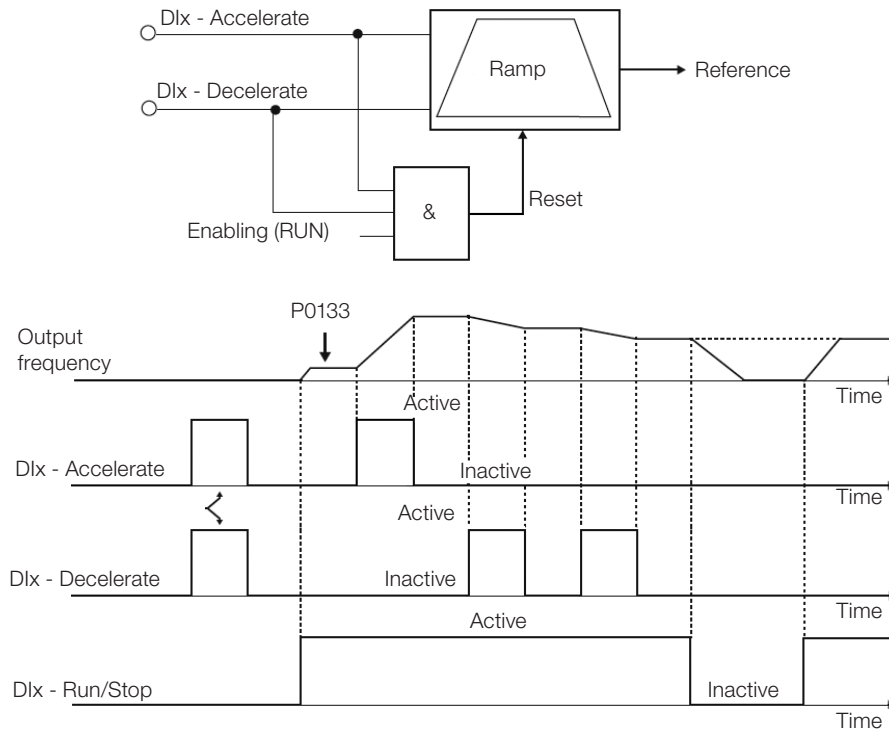 DIx - Accelerate
Ramp
Reference
DIx - Decelerate
&
Reset
Enabling (RUN)
P0133
Output
frequency
Time
Active
DIx - Accelerate
Inactive
Time
Active
DIx - Decelerate
Inactive
Time
Active
DIx - Run/Stop
Inactive
Time